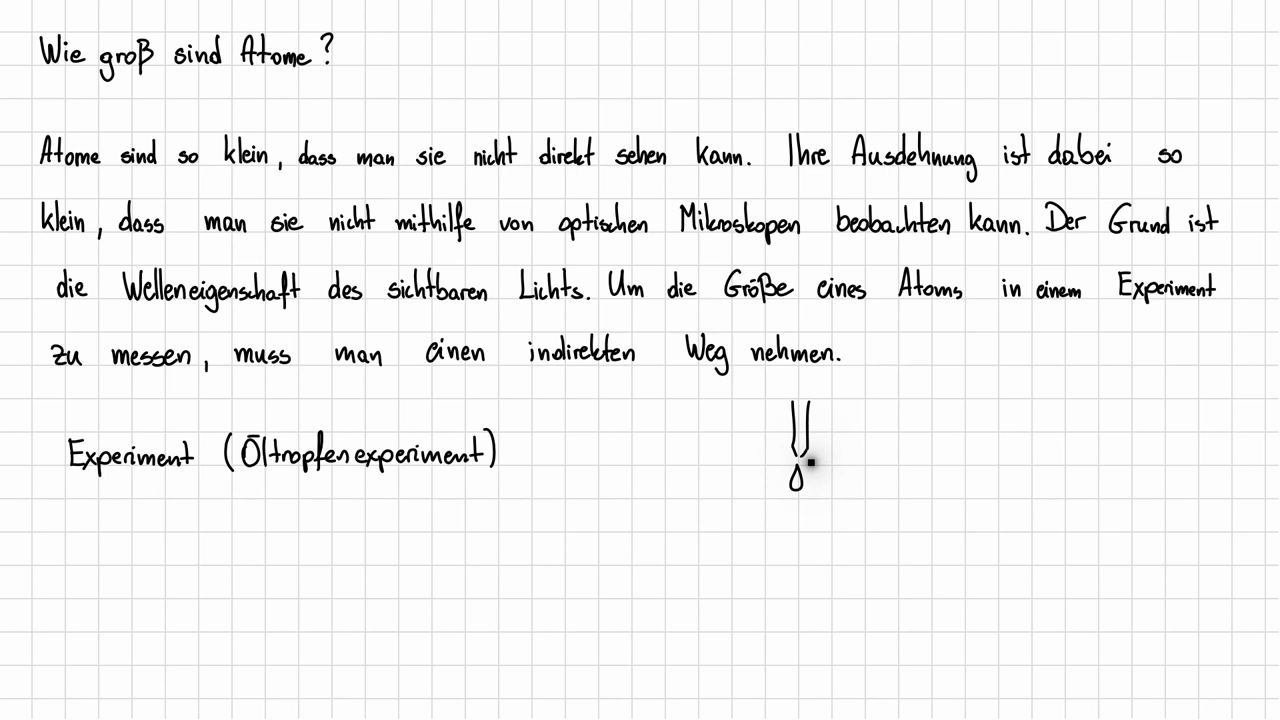 Wie groß sind Atome?
Atome sind so klein, dass man sie nicht direkt sehen kann. Ihre Ausdehnung ist dabei so
klein, dass man sie nicht mithilfe von optischen Mikroskopen beobachten kann. Der Grund ist
die Welleneigenschaft des sichtbaren Lichts. Um die Größe eines Atoms in einem Experiment
zu messen, muss man einen indirekten Weg nehmen.
Experiment (Öltropfenexperiment)